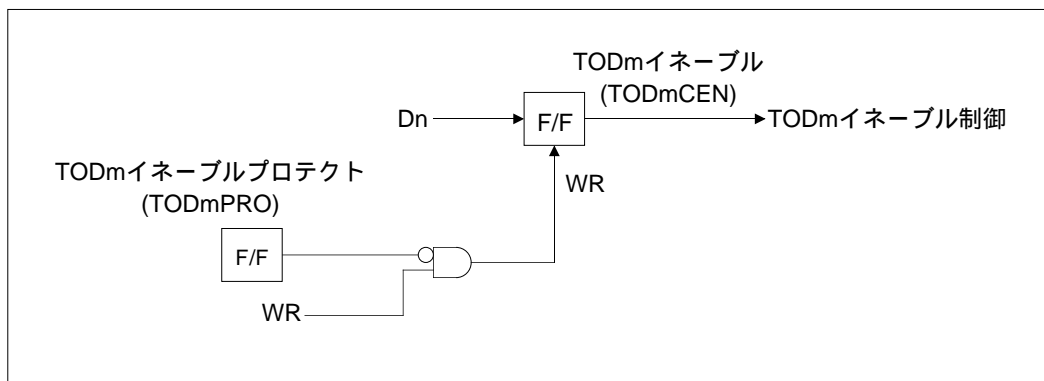 TODmイネーブル
(TODmCEN)
Dn
F/F
TODmイネーブル制御
WR
TODmイネーブルプロテクト
(TODmPRO)
F/F
WR